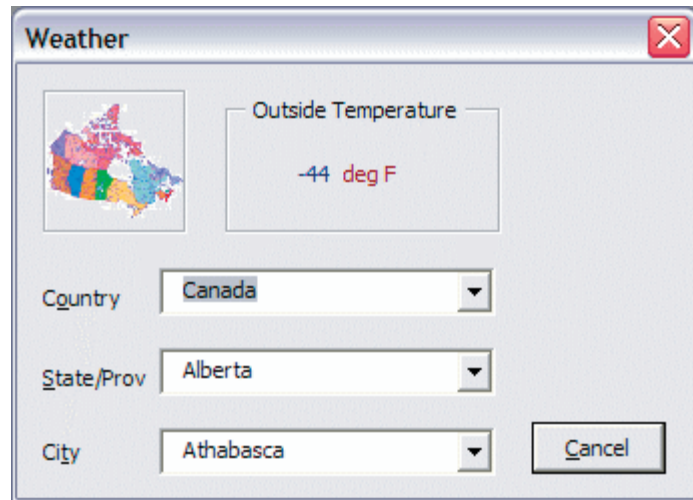 Weather
Outside Temperature
-44 deg F
Country Canada
State/Prov Alberta
City Athabasca
Cancel